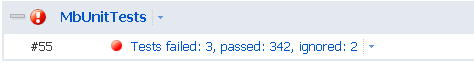 MbUnitTests
#55 Tests failed: 3, passed: 342, ignored: 2